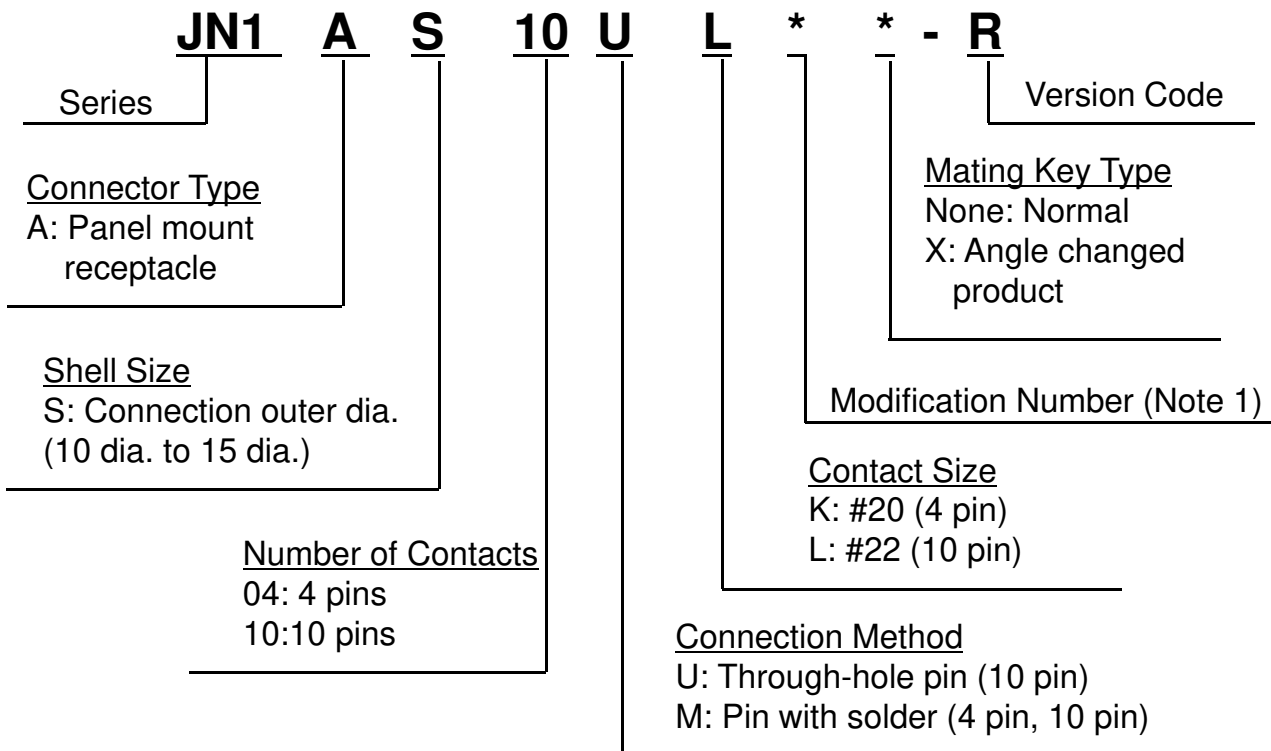 JN1 A S 10 U L * * - R
Series
Version Code
Connector Type
A: Panel mount
receptacle
Mating Key Type
None: Normal
X: Angle changed
product
Shell Size
S: Connection outer dia.
(10 dia. to 15 dia.)
Modification Number (Note 1)
Contact Size
K: #20 (4 pin)
L: #22 (10 pin)
Number of Contacts
04: 4 pins
10:10 pins
Connection Method
U: Through-hole pin (10 pin)
M: Pin with solder (4 pin, 10 pin)